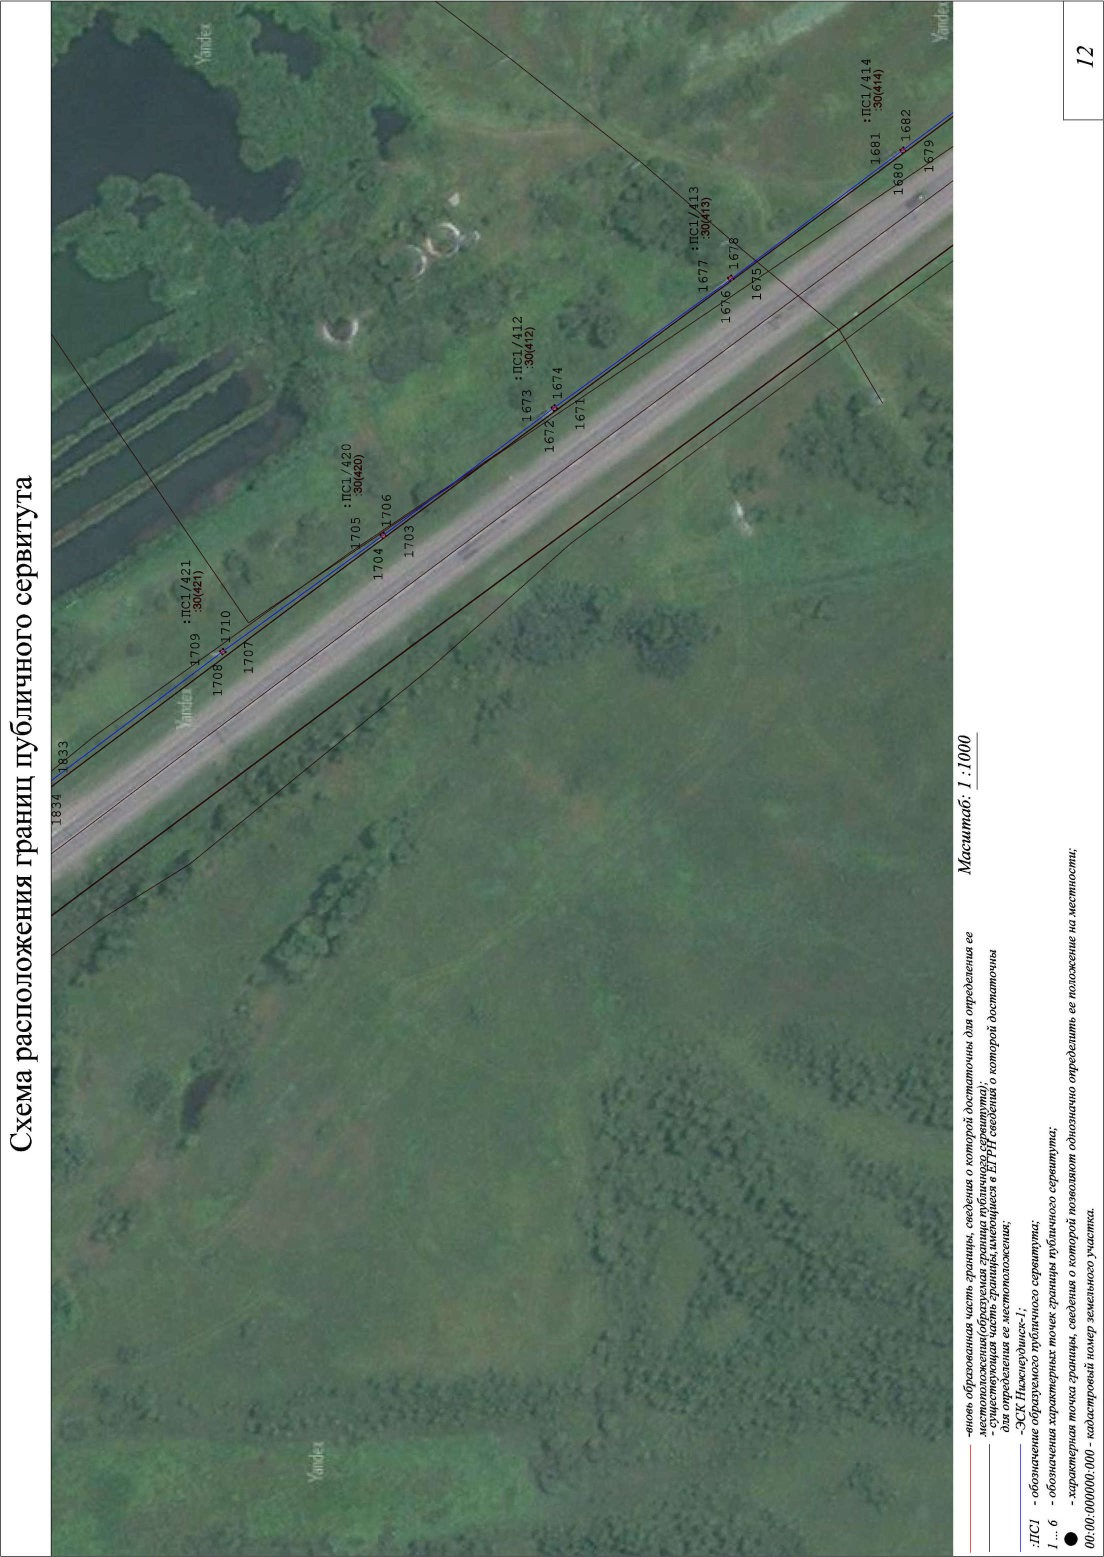 Схема расположения границ публичного сервитута
Yandex
Yandex
1834
1833
Yandex
1709
:ПС1/421
:30(421)
1708
1710
1707
1705
:ПС1/420
:30(420)
1704
1706
1703
1673
:ПС1/412
:30(412)
1672
1674
1671
1677
:ПС1/413
:30(413)
1676
1678
1675
1681
:ПС1/414
:30(414)
1680
1682
1679
Yandex
Масштаб: 1 :1000
-вновь образованная часть границы, сведения о которой достаточны для определения ее
местоположения(образуемая граница публичного сервитута);
- существующая часть границы,имеющиеся в ЕГРН сведения о которой достаточны
для определения ее местоположения;
-ЭСК Нижнеудинск-1;
:ПС1 - обозначение образуемого публичного сервитута;
1 ... 6 - обозначения характерных точек границы публичного сервитута;
- характерная точка границы, сведения о которой позволяют однозначно определить ее положение на местности;
00:00:000000:000 - кадастровый номер земельного участка.
12